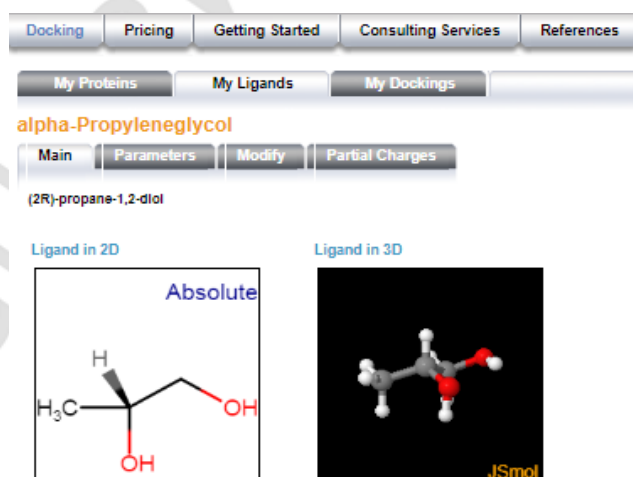 Docking Pricing Getting Started Consulting Services References
My Proteins My Ligands My Dockings
alpha-Propyleneglycol
Main Parameters Modify Partial Charges
(2R)-propane-1,2-diol
Ligand in 2D Ligand in 3D
Absolute
H
H₃C OH
OH
JSmol